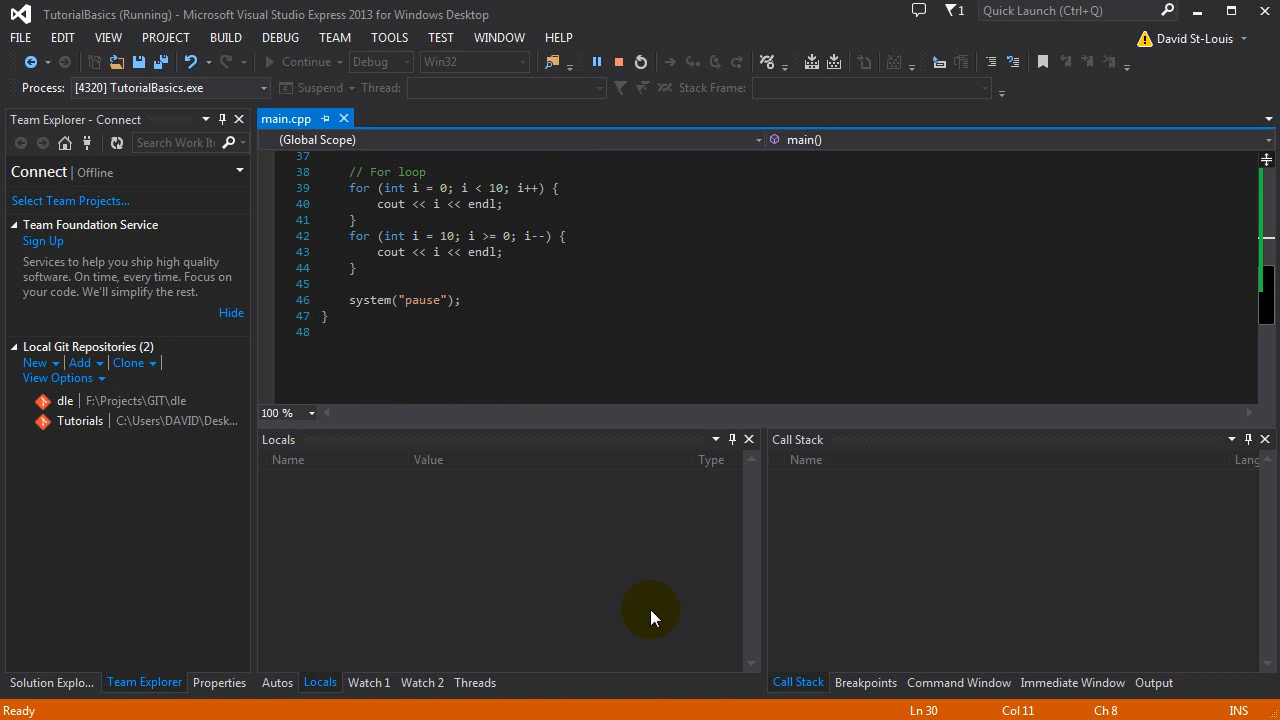 TutorialBasics (Running) - Microsoft Visual Studio Express 2013 for Windows Desktop
1
Quick Launch (Ctrl+Q)
FILE EDIT VIEW PROJECT BUILD DEBUG TEAM TOOLS TEST WINDOW HELP
David St-Louis
Continue Debug Win32
Process: [4320] TutorialBasics.exe Suspend Thread: Stack Frame:
Team Explorer - Connect
Search Work Ite
Connect | Offline
Select Team Projects...
Team Foundation Service
Sign Up
Services to help you ship high quality
software. On time, every time. Focus on
your code. We'll simplify the rest.
Hide
Local Git Repositories (2)
New | Add | Clone |
View Options
dle | F:\Projects\GIT\dle
Tutorials | C:\Users\DAVID\Desk...
Solution Explo... Team Explorer Properties
main.cpp
(Global Scope) main()
37
38 // For loop
39 for (int i = 0; i < 10; i++) {
40 cout << i << endl;
41 }
42 for (int i = 10; i >= 0; i--) {
43 cout << i << endl;
44 }
45
46 system("pause");
47 }
48
100 %
Locals
Name Value Type
Autos Locals Watch 1 Watch 2 Threads
Call Stack
Name Lang
Call Stack Breakpoints Command Window Immediate Window Output
Ready Ln 30 Col 11 Ch 8 INS